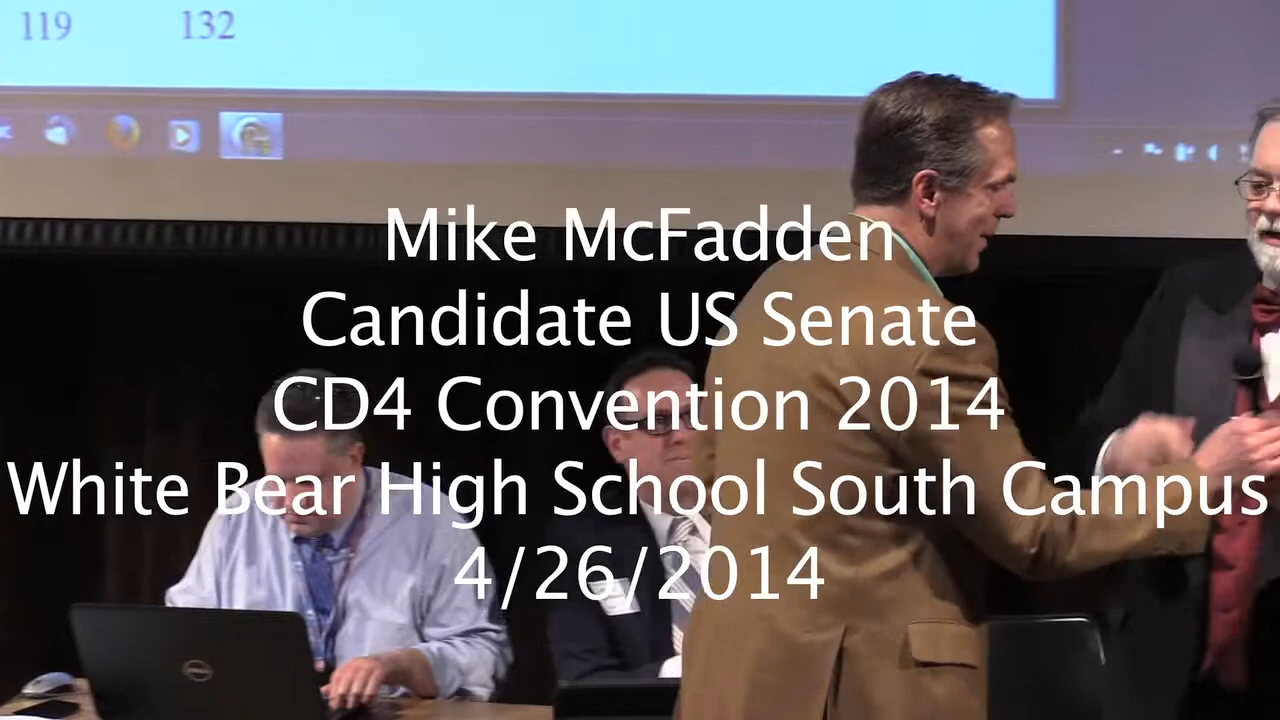 119 132
Mike McFadden
Candidate US Senate
CD4 Convention 2014
White Bear High School South Campus
4/26/2014
DELL